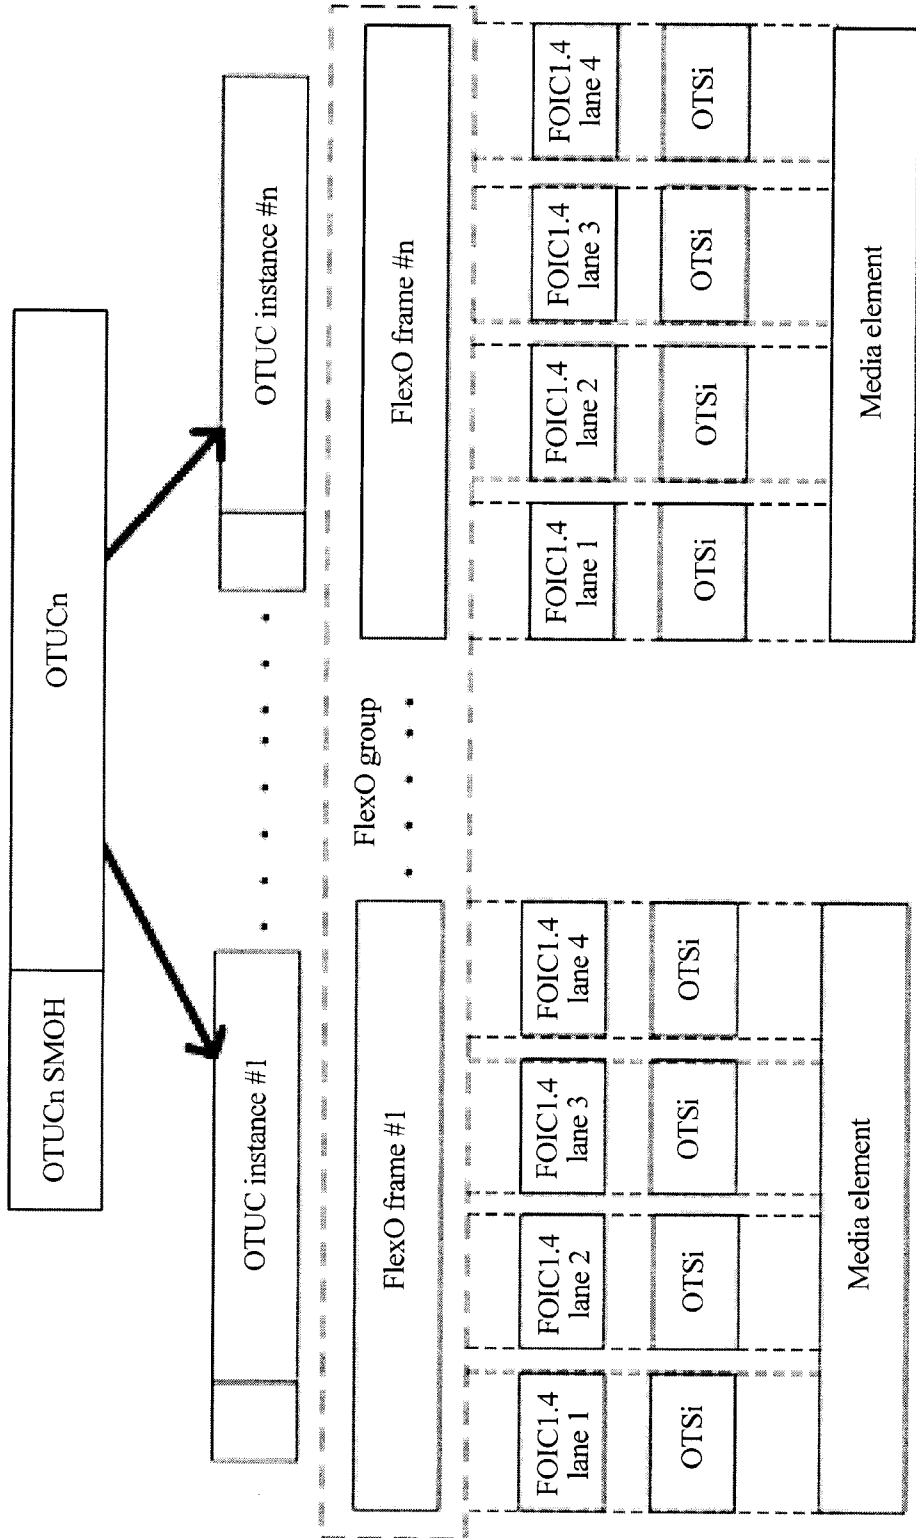 OTUCn SMOH
OTUCn
OTUC instance #1
OTUC instance #n
FlexO group
FlexO frame #1
FlexO frame #n
FOIC1.4
lane 1
FOIC1.4
lane 2
FOIC1.4
lane 3
FOIC1.4
lane 4
FOIC1.4
lane 1
FOIC1.4
lane 2
FOIC1.4
lane 3
FOIC1.4
lane 4
OTSi
OTSi
OTSi
OTSi
OTSi
OTSi
OTSi
OTSi
Media element
Media element